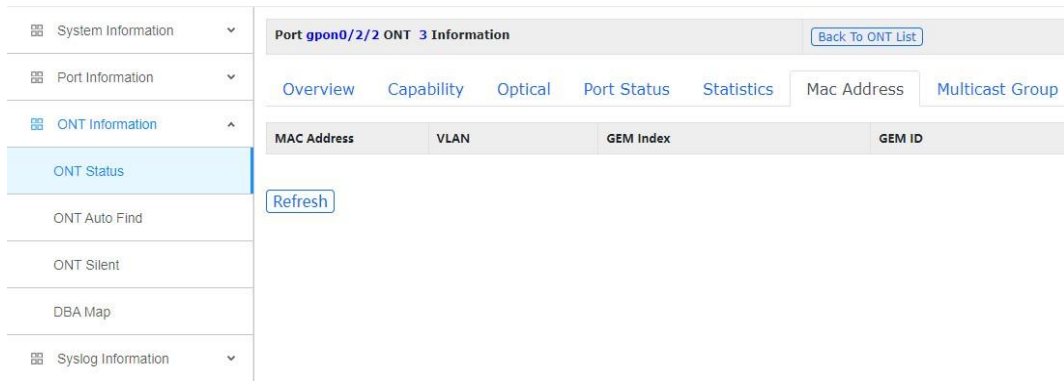 System Information
Port Information
ONT Information
ONT Status
ONT Auto Find
ONT Silent
DBA Map
Syslog Information
Port gpon0/2/2 ONT 3 Information Back To ONT List
Overview Capability Optical Port Status Statistics Mac Address Multicast Group
MAC Address VLAN GEM Index GEM ID
Refresh